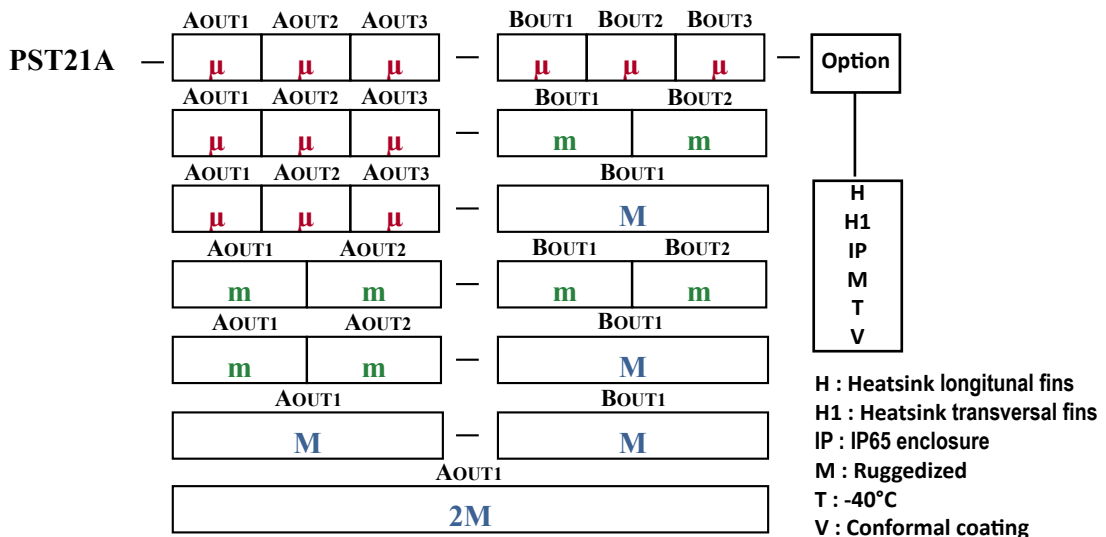 AOUT1 AOUT2 AOUT3 BOUT1 BOUT2 BOUT3
PST21A — µ µ µ — µ µ µ — Option
AOUT1 AOUT2 AOUT3 BOUT1 BOUT2
µ µ µ — m m
AOUT1 AOUT2 AOUT3 BOUT1
µ µ µ — M
AOUT1 AOUT2 BOUT1 BOUT2
m m — m m
AOUT1 AOUT2 BOUT1
m m — M
AOUT1 BOUT1
M — M
AOUT1
2M
H
H1
IP
M
T
V
H : Heatsink longitunal fins
H1 : Heatsink transversal fins
IP : IP65 enclosure
M : Ruggedized
T : -40°C
V : Conformal coating